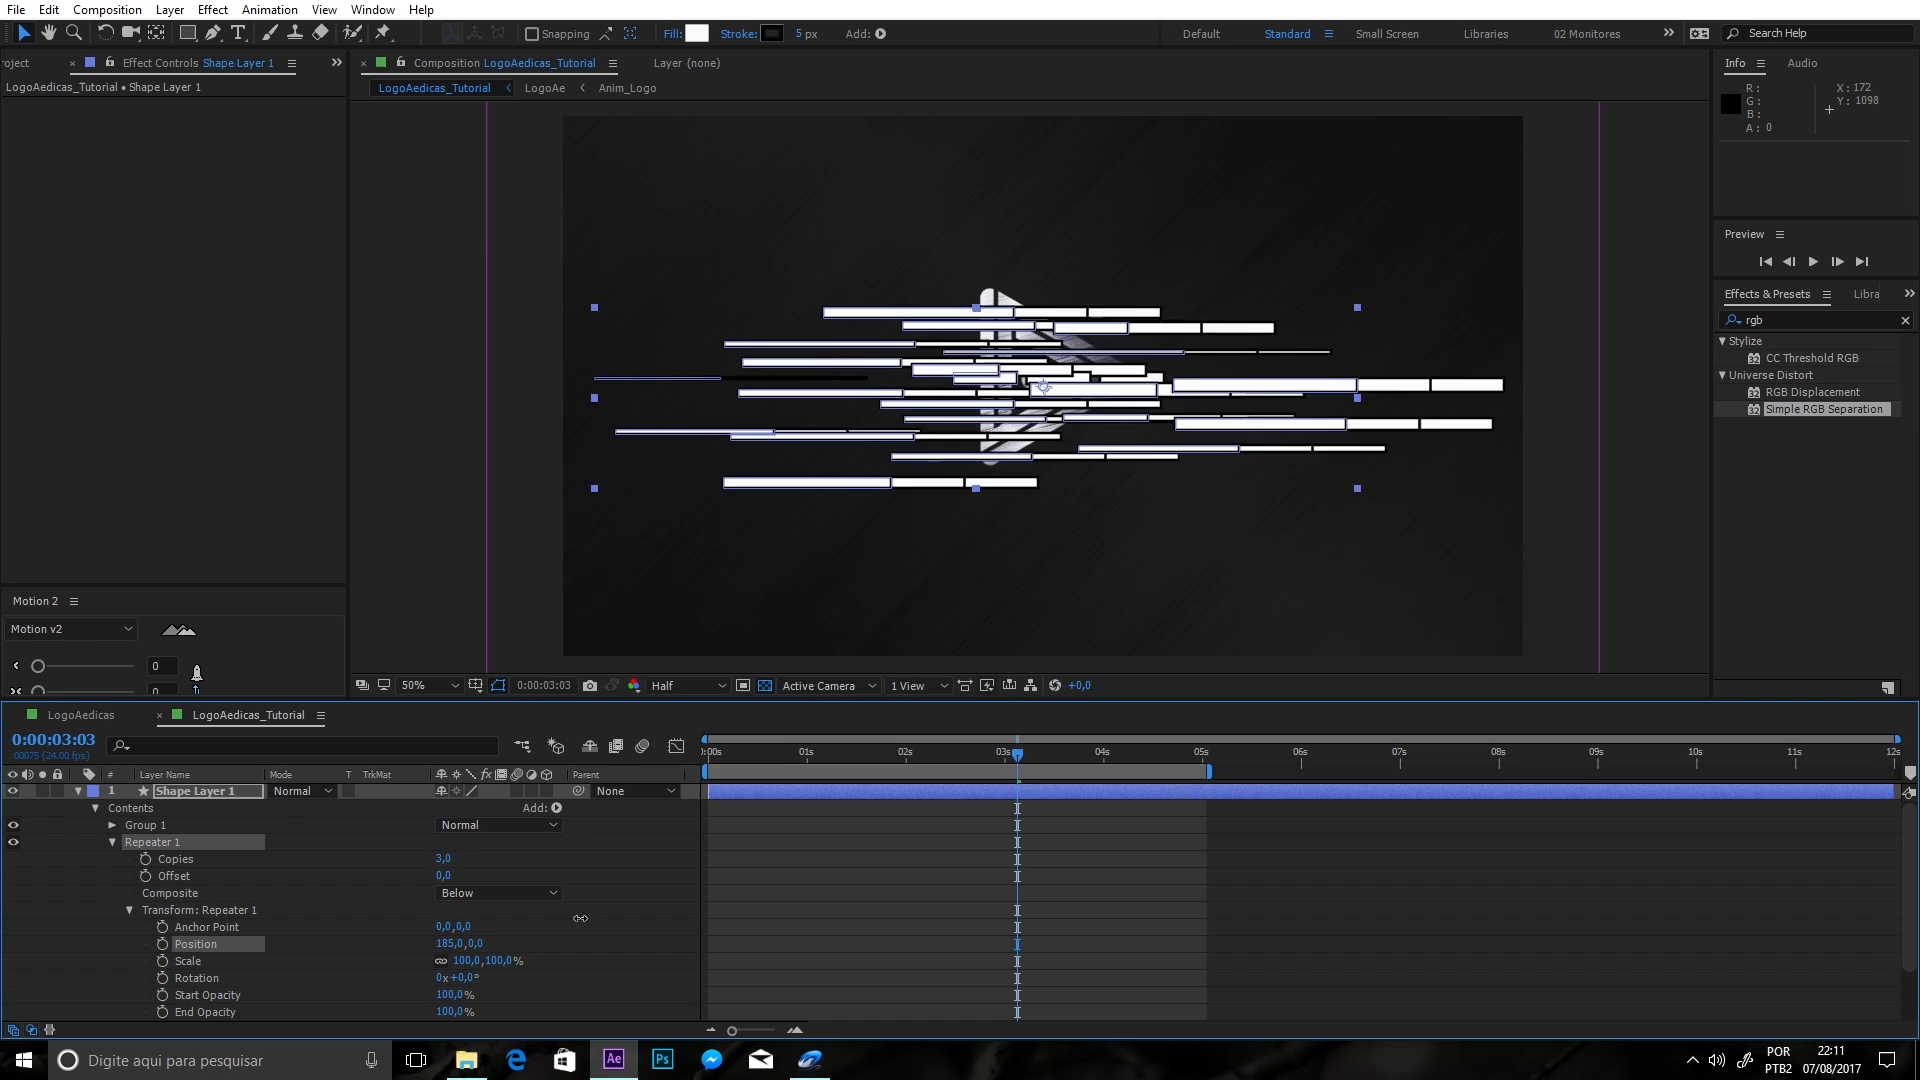 File Edit Composition Layer Effect Animation View Window Help
Snapping Fill: Stroke: 5 px Add: Default Standard Small Screen Libraries 02 Monitores Search Help
roject Effect Controls Shape Layer 1 Composition LogoAedicas_Tutorial Layer (none) Info Audio
LogoAedicas_Tutorial • Shape Layer 1 LogoAedicas_Tutorial LogoAe Anim_Logo
R: X: 172
G: Y: 1098
B:
A: 0
Preview
Effects & Presets Libra
rgb
Stylize
CC Threshold RGB
Universe Distort
RGB Displacement
Simple RGB Separation
Motion 2
Motion v2
0
0
50% 0:00:03:03 Half Active Camera 1 View +0,0
LogoAedicas LogoAedicas_Tutorial
0:00:03:03
00075 (24.00 fps)
):00s 01s 02s 03s 04s 05s 06s 07s 08s 09s 10s 11s 12s
# Layer Name Mode T TrkMat fx Parent
1 Shape Layer 1 Normal None
Contents Add:
Group 1 Normal
Repeater 1
Copies 3,0
Offset 0,0
Composite Below
Transform: Repeater 1
Anchor Point 0,0,0,0
Position 185,0,0,0
Scale 100,0,100,0%
Rotation 0x+0,0°
Start Opacity 100,0%
End Opacity 100,0%
Digite aqui para pesquisar Ae Ps POR 22:11
PTB2 07/08/2017